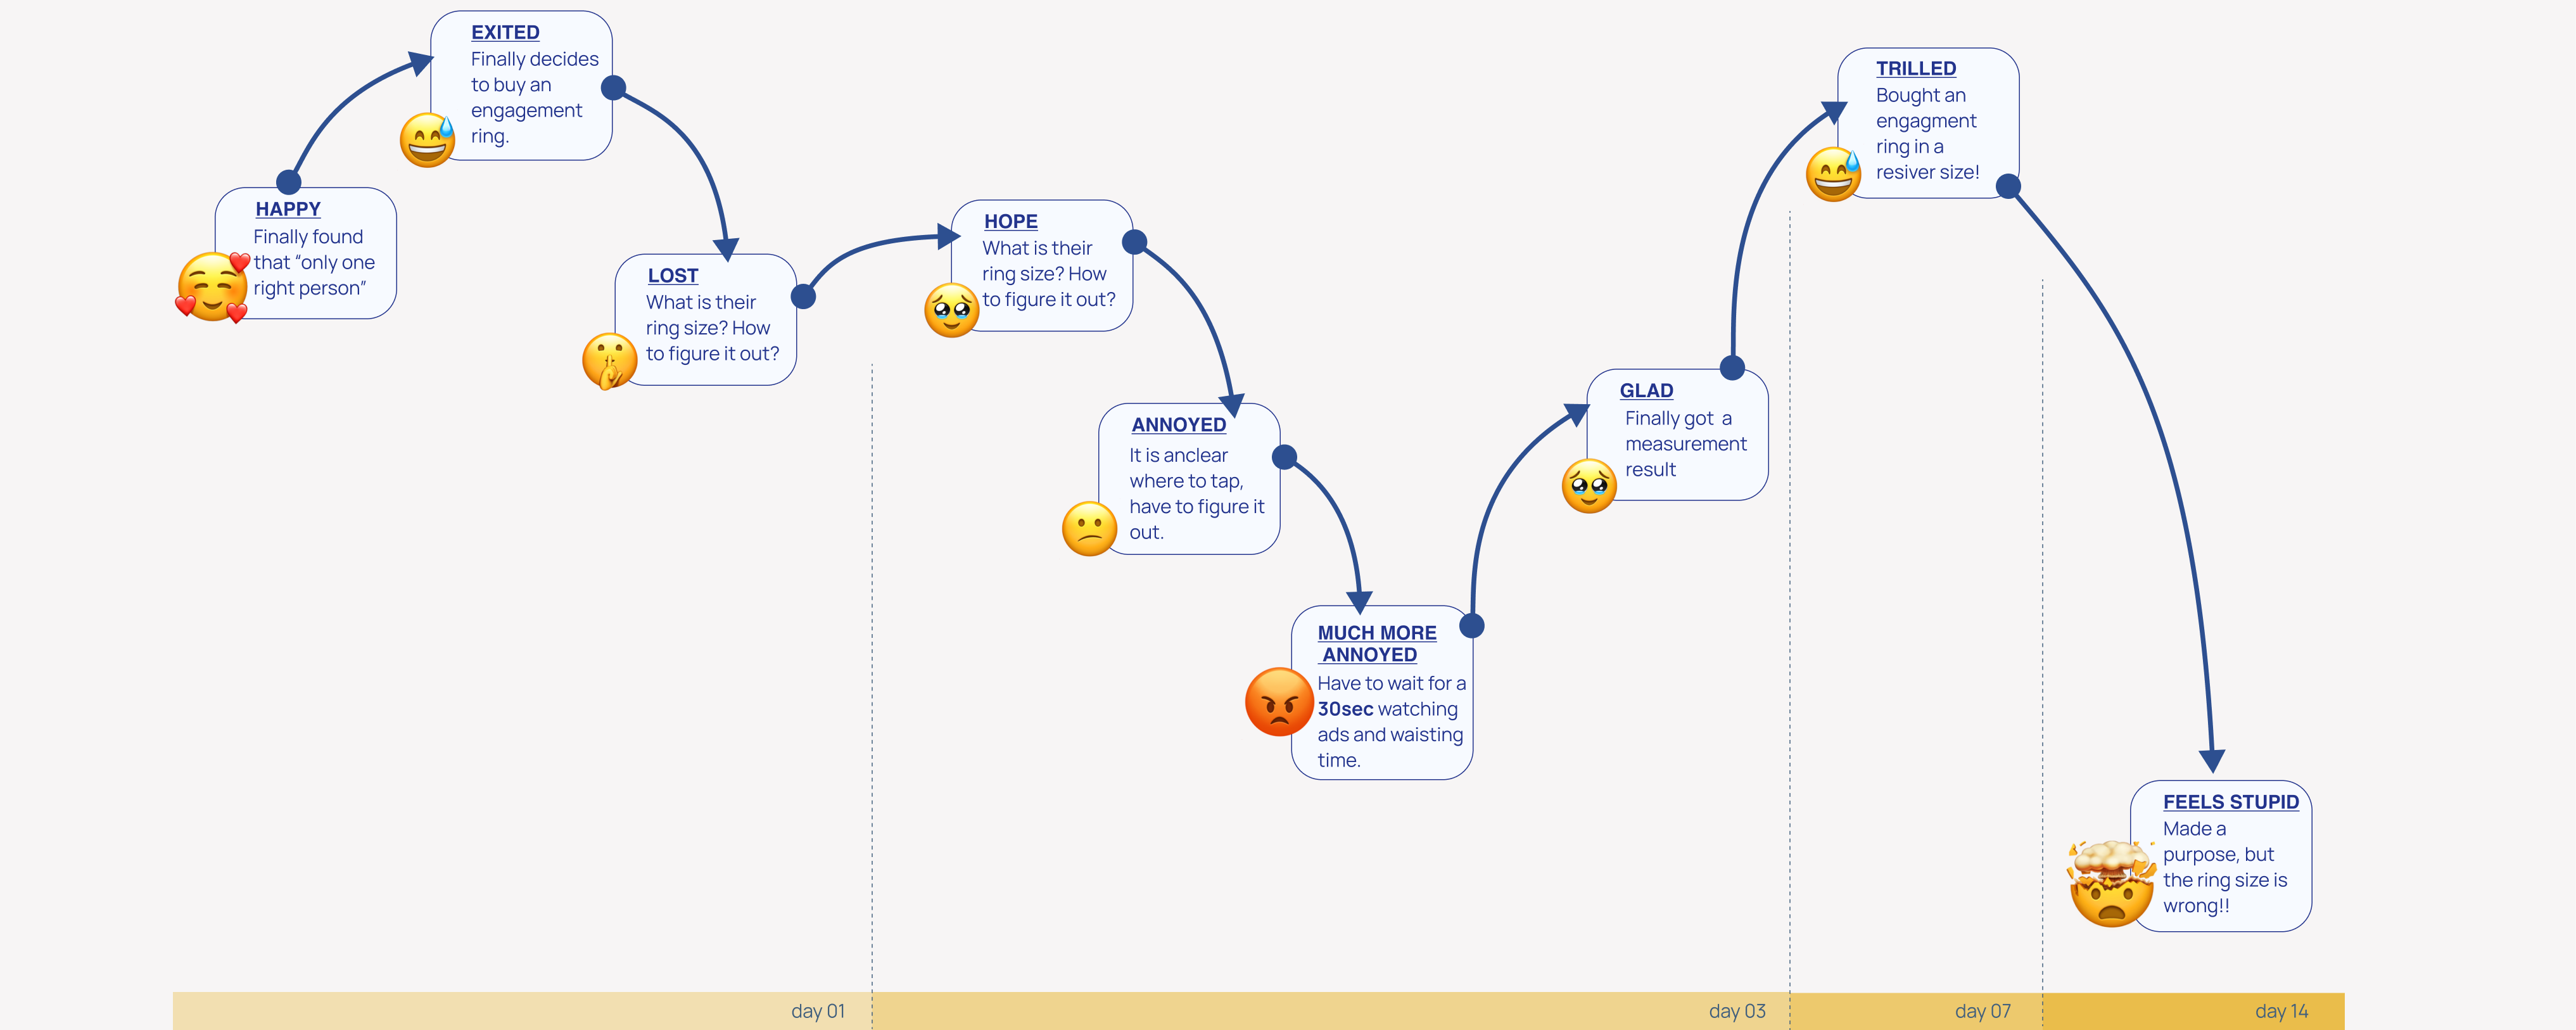 HAPPY
Finally found
that “only one
right person”
EXITED
Finally decides
to buy an
engagement
ring.
LOST
What is their
ring size? How
to figure it out?
HOPE
What is their
ring size? How
to figure it out?
ANNOYED
It is anclear
where to tap,
have to figure it
out.
MUCH MORE
ANNOYED
Have to wait for a
30sec watching
ads and waisting
time.
GLAD
Finally got a
measurement
result
TRILLED
Bought an
engagment
ring in a
resiver size!
FEELS STUPID
Made a
purpose, but
the ring size is
wrong!!
day 01
day 03
day 07
day 14